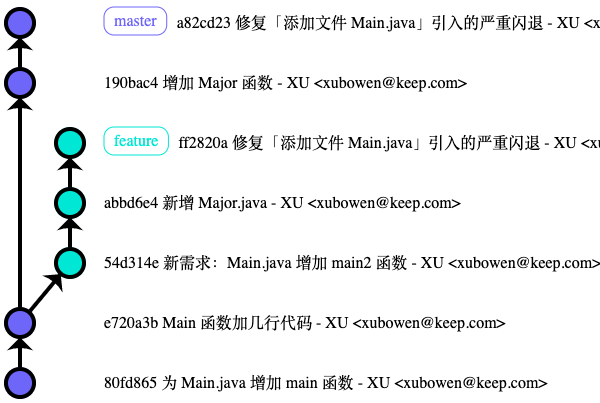 master a82cd23 修复「添加文件 Main.java」引入的严重闪退 - XU <x
190bac4 增加 Major 函数 - XU <xubowen@keep.com>
feature ff2820a 修复「添加文件 Main.java」引入的严重闪退 - XU <xu
abbd6e4 新增 Major.java - XU <xubowen@keep.com>
54d314e 新需求：Main.java 增加 main2 函数 - XU <xubowen@keep.com>
e720a3b Main 函数加几行代码 - XU <xubowen@keep.com>
80fd865 为 Main.java 增加 main 函数 - XU <xubowen@keep.com>